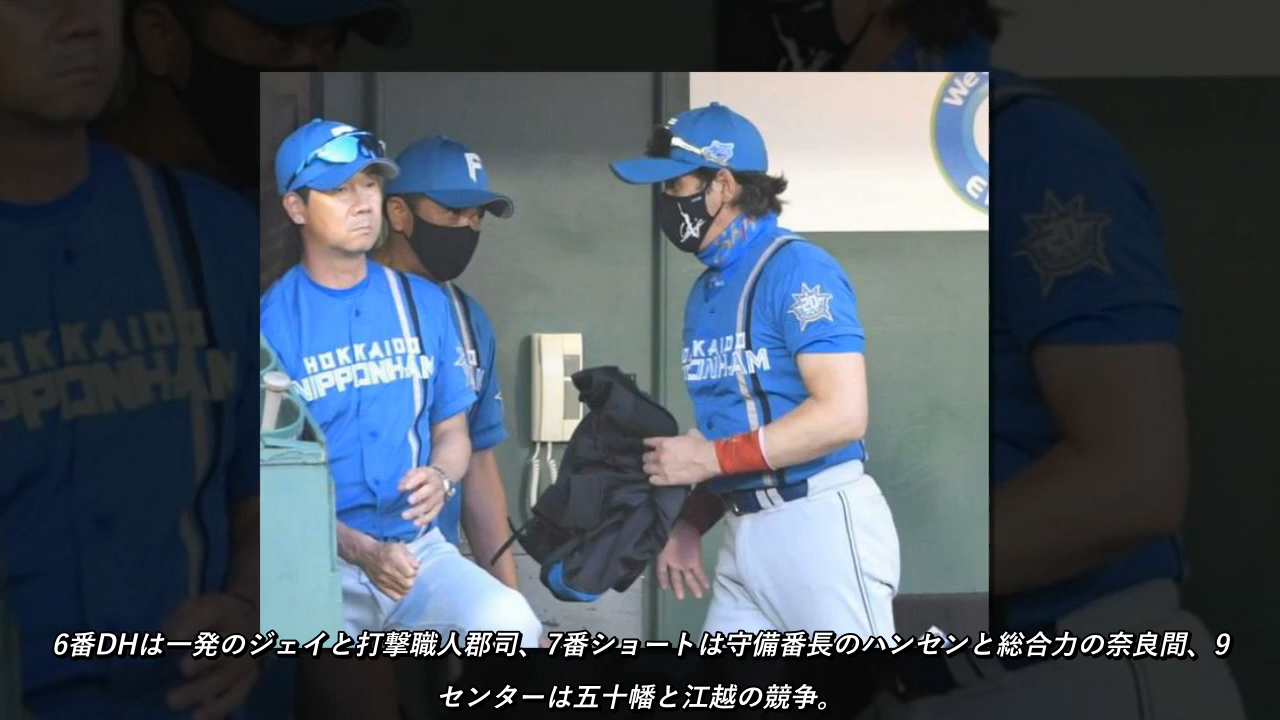 We
F
HOKKAIDO
NIPPONHAM
20
HOKKAIDO
NIPPONHAM
20
6番DHは一発のジェイと打撃職人郡司、7番ショートは守備番長のハンセンと総合力の奈良間、9
センターは五十幡と江越の競争。